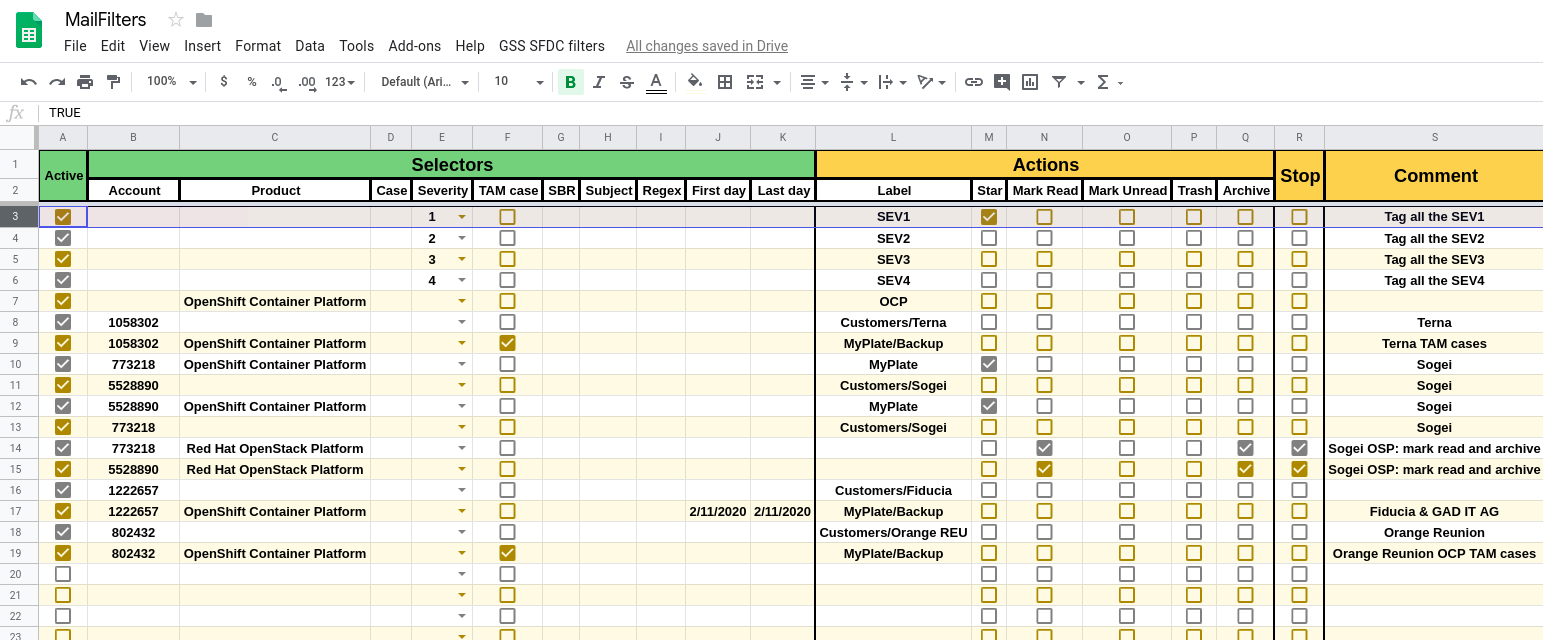 MailFilters
File Edit View Insert Format Data Tools Add-ons Help GSS SFDC filters All changes saved in Drive
100% $ % .0 .00 123 Default (Ari... 10 B I S A Σ
fx TRUE
A B C D E F G H I J K L M N O P Q R S
1 Active Selectors Actions Stop Comment
2 Account Product Case Severity TAM case SBR Subject Regex First day Last day Label Star Mark Read Mark Unread Trash Archive
3 1 SEV1 Tag all the SEV1
4 2 SEV2 Tag all the SEV2
5 3 SEV3 Tag all the SEV3
6 4 SEV4 Tag all the SEV4
7 OpenShift Container Platform OCP
8 1058302 Customers/Terna Terna
9 1058302 OpenShift Container Platform MyPlate/Backup Terna TAM cases
10 773218 OpenShift Container Platform MyPlate Sogei
11 5528890 Customers/Sogei Sogei
12 5528890 OpenShift Container Platform MyPlate Sogei
13 773218 Customers/Sogei Sogei
14 773218 Red Hat OpenStack Platform Sogei OSP: mark read and archive
15 5528890 Red Hat OpenStack Platform Sogei OSP: mark read and archive
16 1222657 Customers/Fiducia
17 1222657 OpenShift Container Platform 2/11/2020 2/11/2020 MyPlate/Backup Fiducia & GAD IT AG
18 802432 Customers/Orange REU Orange Reunion
19 802432 OpenShift Container Platform MyPlate/Backup Orange Reunion OCP TAM cases
20
21
22
23